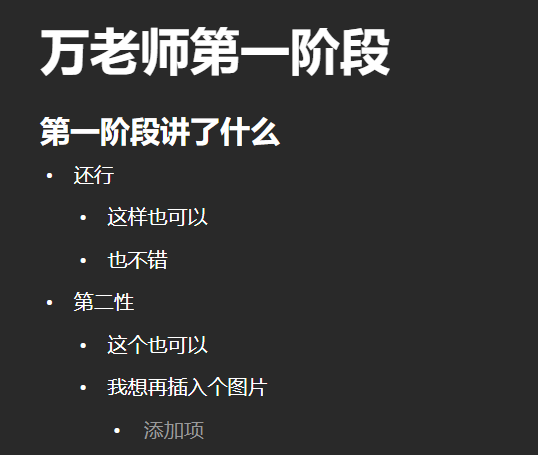 万老师第一阶段
第一阶段讲了什么
还行
这样也可以
也不错
第二性
这个也可以
我想再插入个图片
添加项